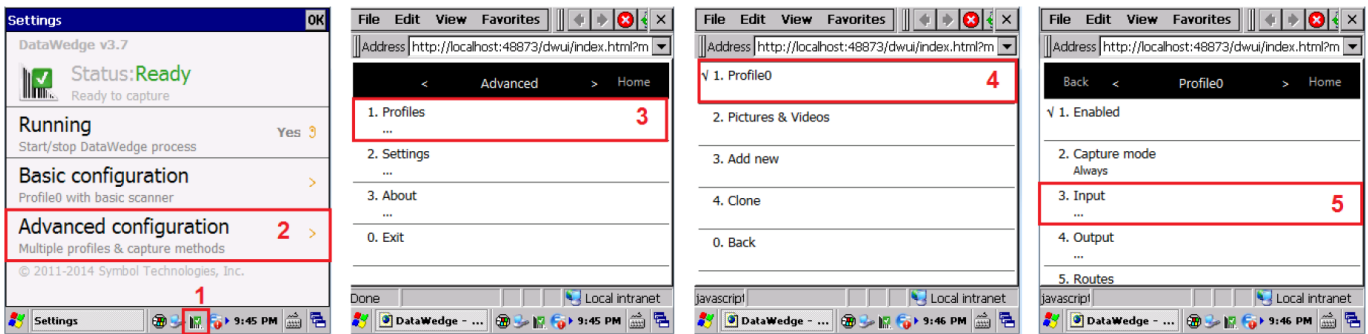 Settings OK
DataWedge v3.7
Status:Ready
Ready to capture
Running Yes
Start/stop DataWedge process
Basic configuration >
Profile0 with basic scanner
Advanced configuration 2 >
Multiple profiles & capture methods
© 2011-2014 Symbol Technologies, Inc.
1
Settings 9:45 PM
File Edit View Favorites
Address http://localhost:48873/dwui/index.html?m
< Advanced > Home
1. Profiles 3
...
2. Settings
...
3. About
...
0. Exit
Done Local intranet
DataWedge - ... 9:45 PM
File Edit View Favorites
Address http://localhost:48873/dwui/index.html?m
√ 1. Profile0 4
2. Pictures & Videos
3. Add new
4. Clone
0. Back
javascript Local intranet
DataWedge - ... 9:46 PM
File Edit View Favorites
Address http://localhost:48873/dwui/index.html?m
Back < Profile0 > Home
√ 1. Enabled
2. Capture mode
Always
3. Input 5
...
4. Output
...
5. Routes
javascript Local intranet
DataWedge - ... 9:46 PM